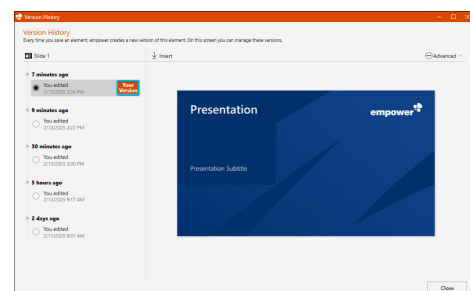 Version History
Version History
Every time you save an element, empower creates a new version of this element. On this screen you can manage these versions.
Slide 1
Insert
Advanced
7 minutes ago
You edited
2/13/2025 2:24 PM
Your
Version
9 minutes ago
You edited
2/13/2025 2:22 PM
30 minutes ago
You edited
2/13/2025 2:00 PM
5 hours ago
You edited
2/13/2025 9:17 AM
2 days ago
You edited
2/11/2025 8:57 AM
Presentation
empower
Presentation Subtitle
Close